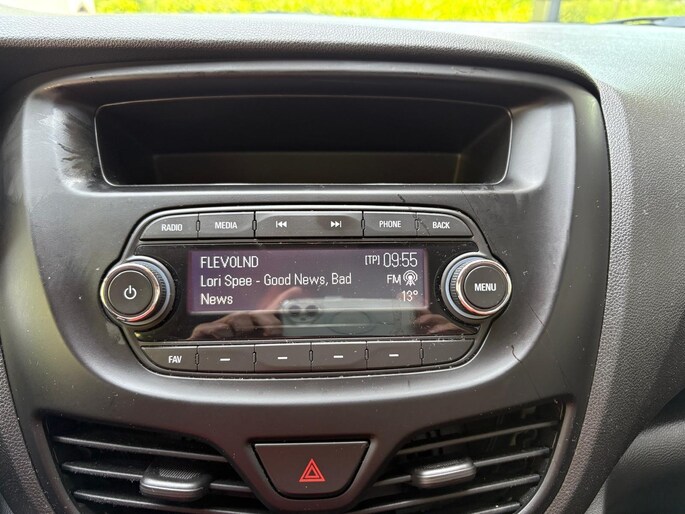 RADIO MEDIA PHONE BACK
FLEVOLND [TP] 09:55
Lori Spee - Good News, Bad FM
News 13°
MENU
FAV